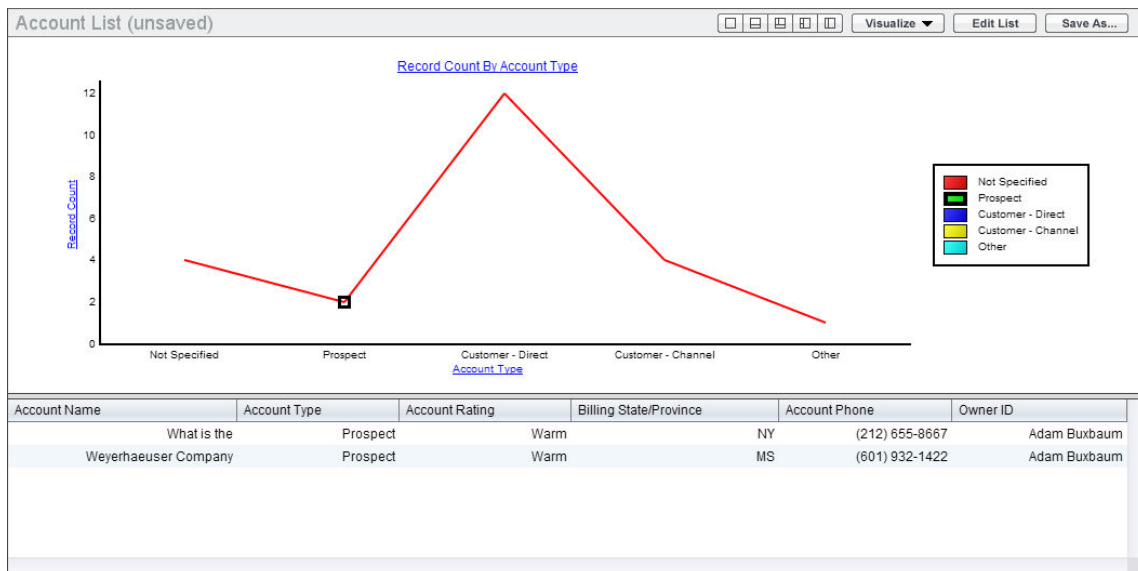 Account List (unsaved) Visualize Edit List Save As...
Record Count By Account Type
12
10
8
6
4
2
0
Record Count
Not Specified Prospect Customer - Direct Customer - Channel Other
Account Type
Not Specified
Prospect
Customer - Direct
Customer - Channel
Other
Account Name Account Type Account Rating Billing State/Province Account Phone Owner ID
What is the Prospect Warm NY (212) 655-8667 Adam Buxbaum
Weyerhaeuser Company Prospect Warm MS (601) 932-1422 Adam Buxbaum